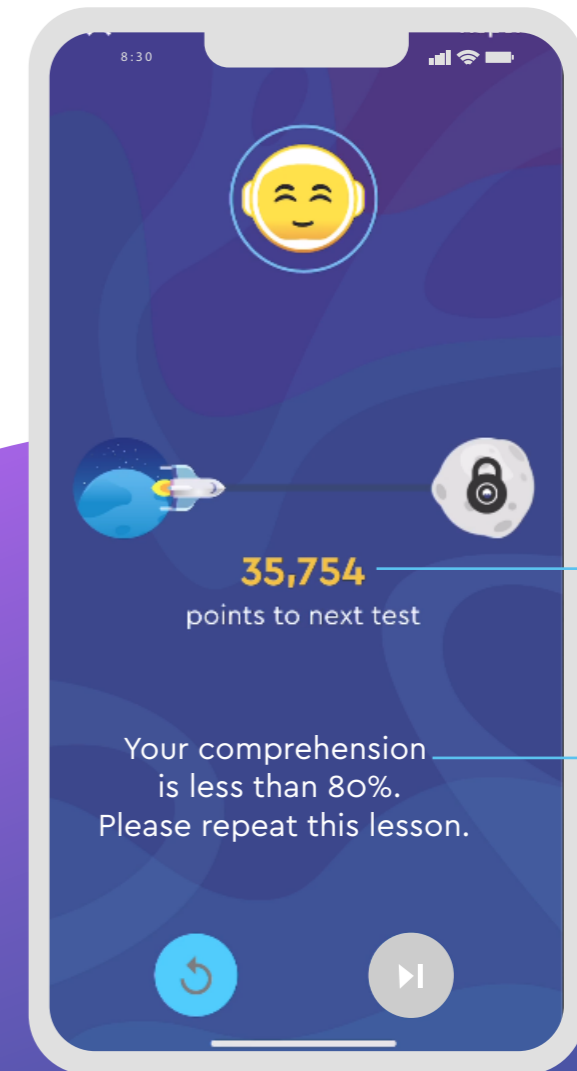 8:30
35,754
points to next test
Your comprehension
is less than 80%.
Please repeat this lesson.